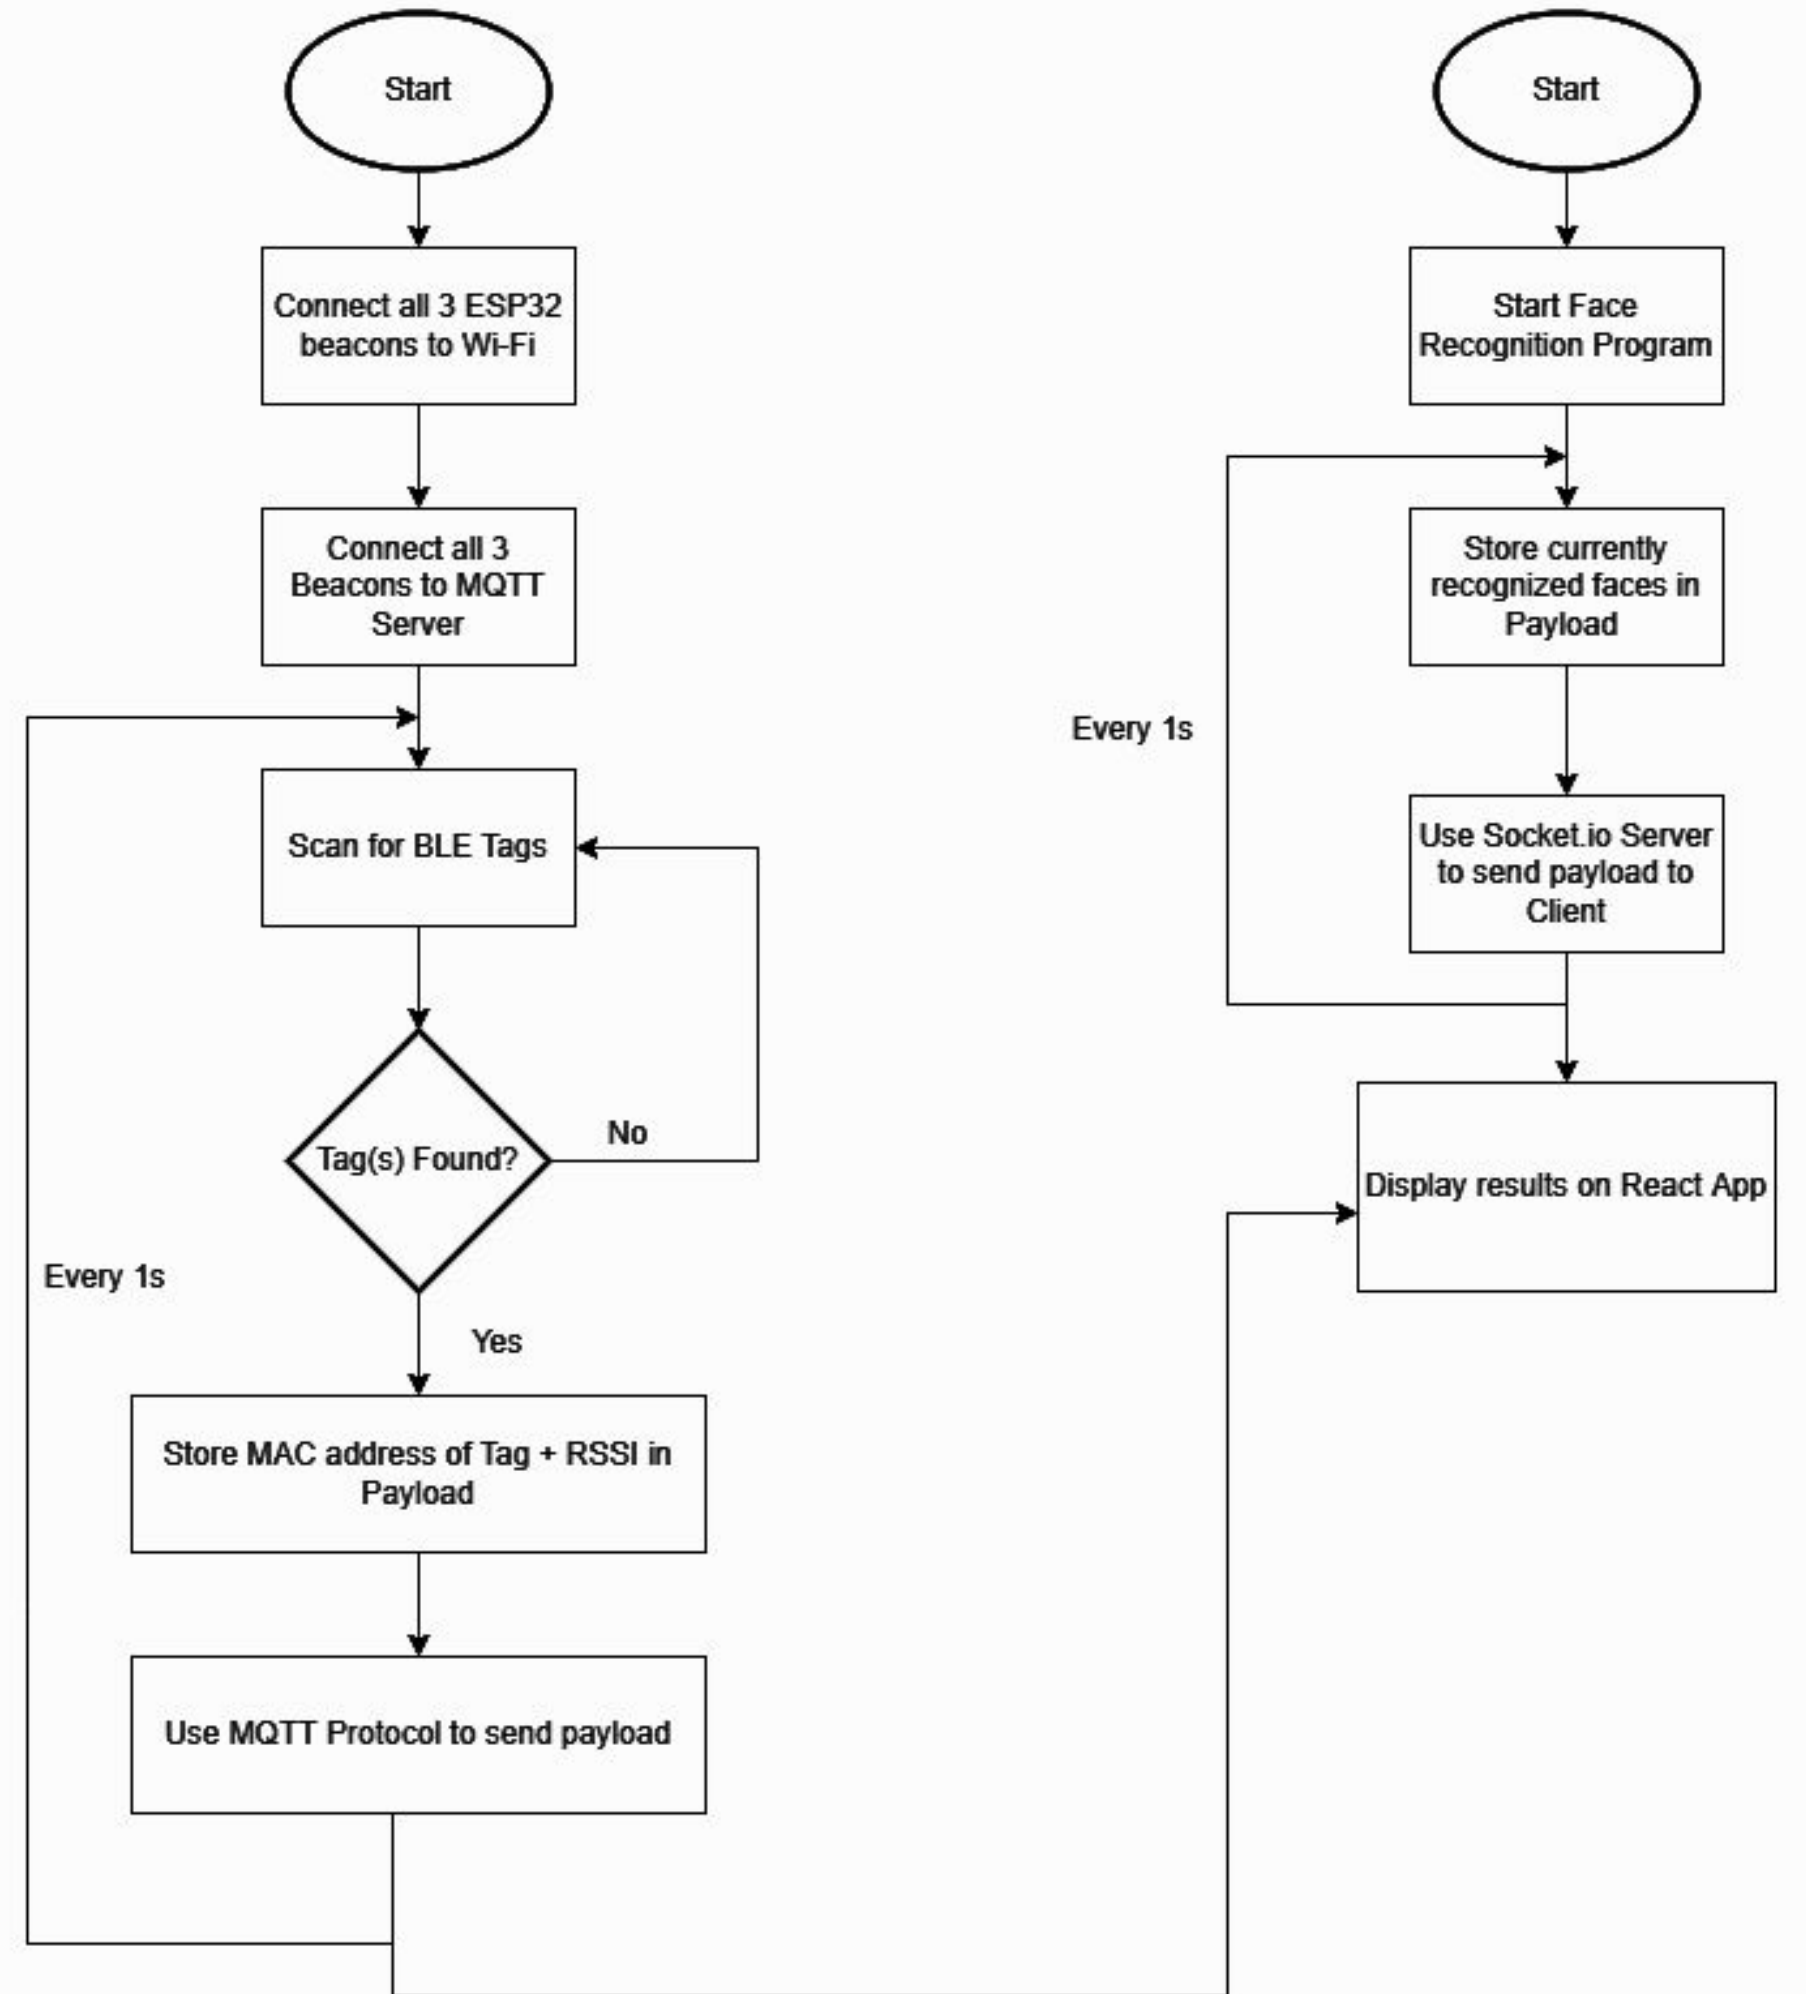 Start
Connect all 3 ESP32
beacons to Wi-Fi
Connect all 3
Beacons to MQTT
Server
Scan for BLE Tags
Tag(s) Found?
No
Every 1s
Yes
Store MAC address of Tag + RSSI in
Payload
Use MQTT Protocol to send payload
Start
Start Face
Recognition Program
Store currently
recognized faces in
Payload
Every 1s
Use Socket.io Server
to send payload to
Client
Display results on React App